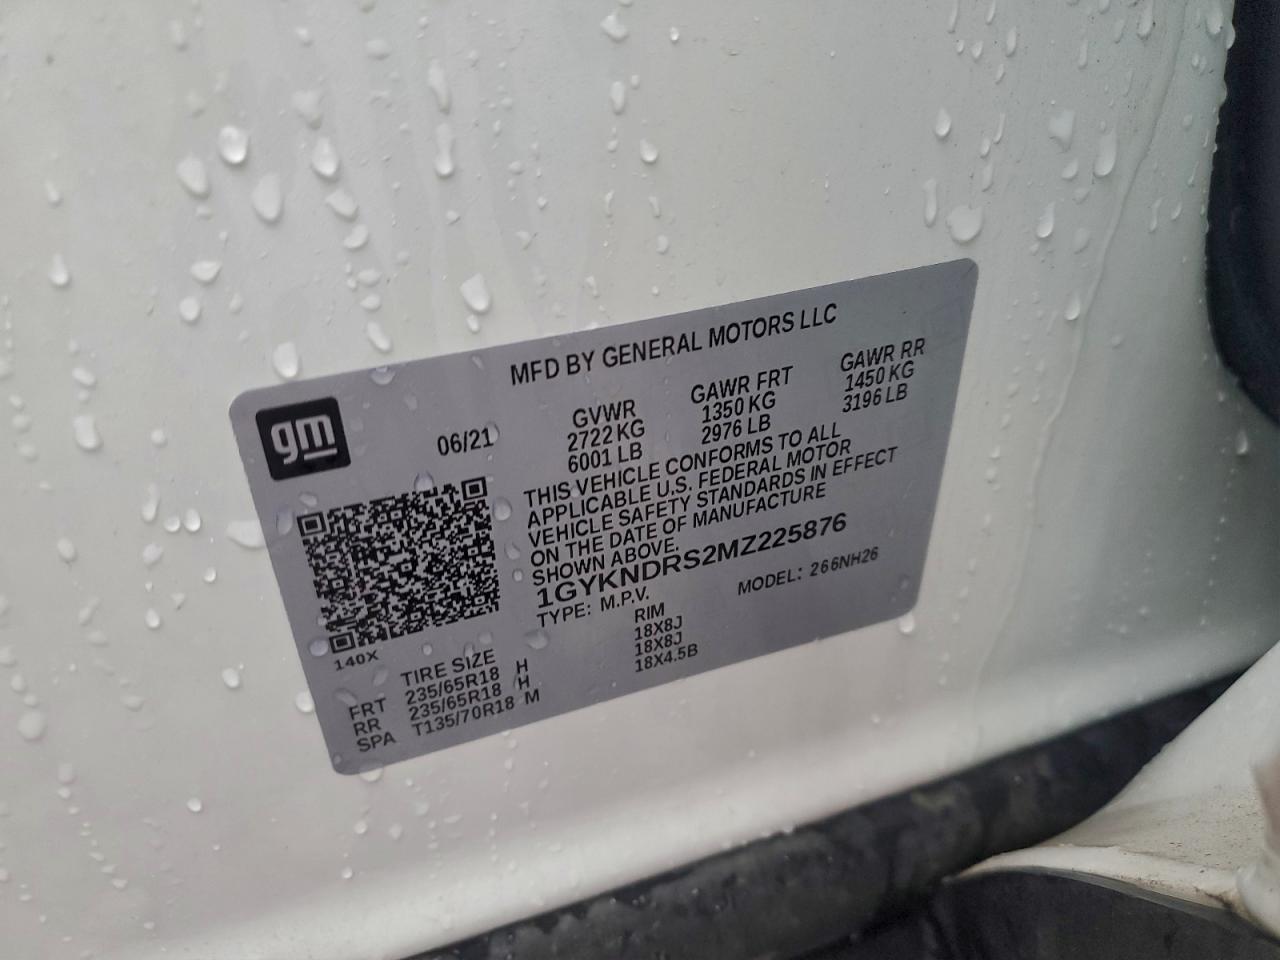 MFD BY GENERAL MOTORS LLC
gm
06/21
GVWR GAWR FRT GAWR RR
2722 KG 1350 KG 1450 KG
6001 LB 2976 LB 3196 LB
THIS VEHICLE CONFORMS TO ALL
APPLICABLE U.S. FEDERAL MOTOR
VEHICLE SAFETY STANDARDS IN EFFECT
ON THE DATE OF MANUFACTURE
SHOWN ABOVE.
1GYKNDRS2MZ225876
TYPE: M.P.V. MODEL: 266NH26
140X
TIRE SIZE RIM
FRT 235/65R18 H 18X8J
RR 235/65R18 H 18X8J
SPA T135/70R18 M 18X4.5B